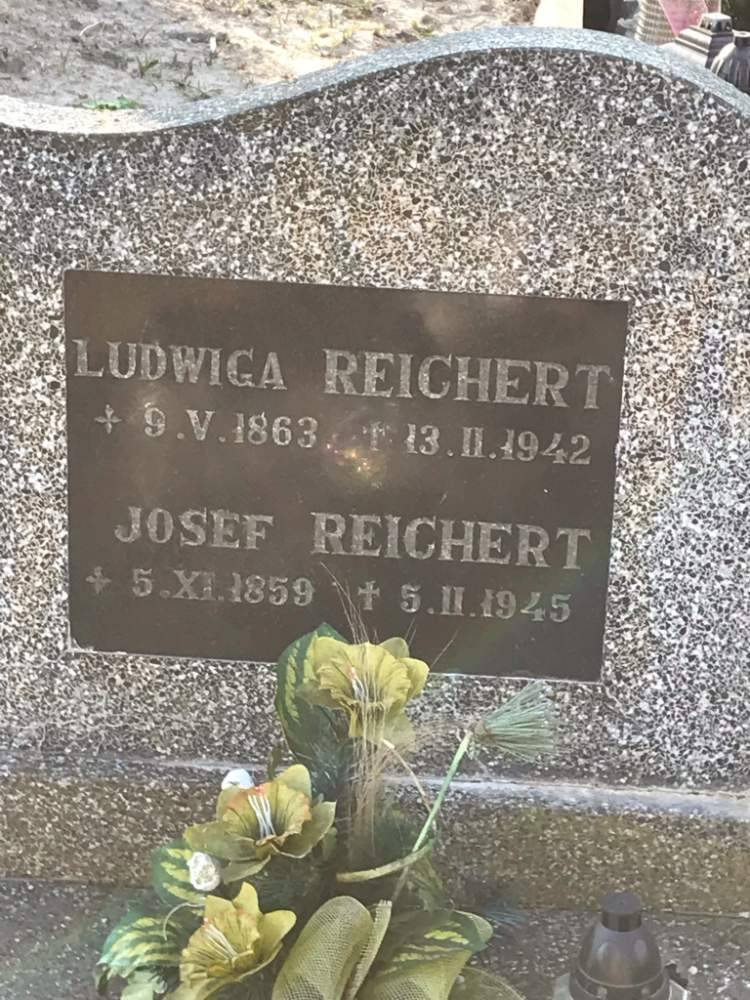 LUDWIGA REICHERT
+ 9.V.1863 † 13.II.1942
JOSEF REICHERT
+ 5.XI.1859 † 5.II.1945